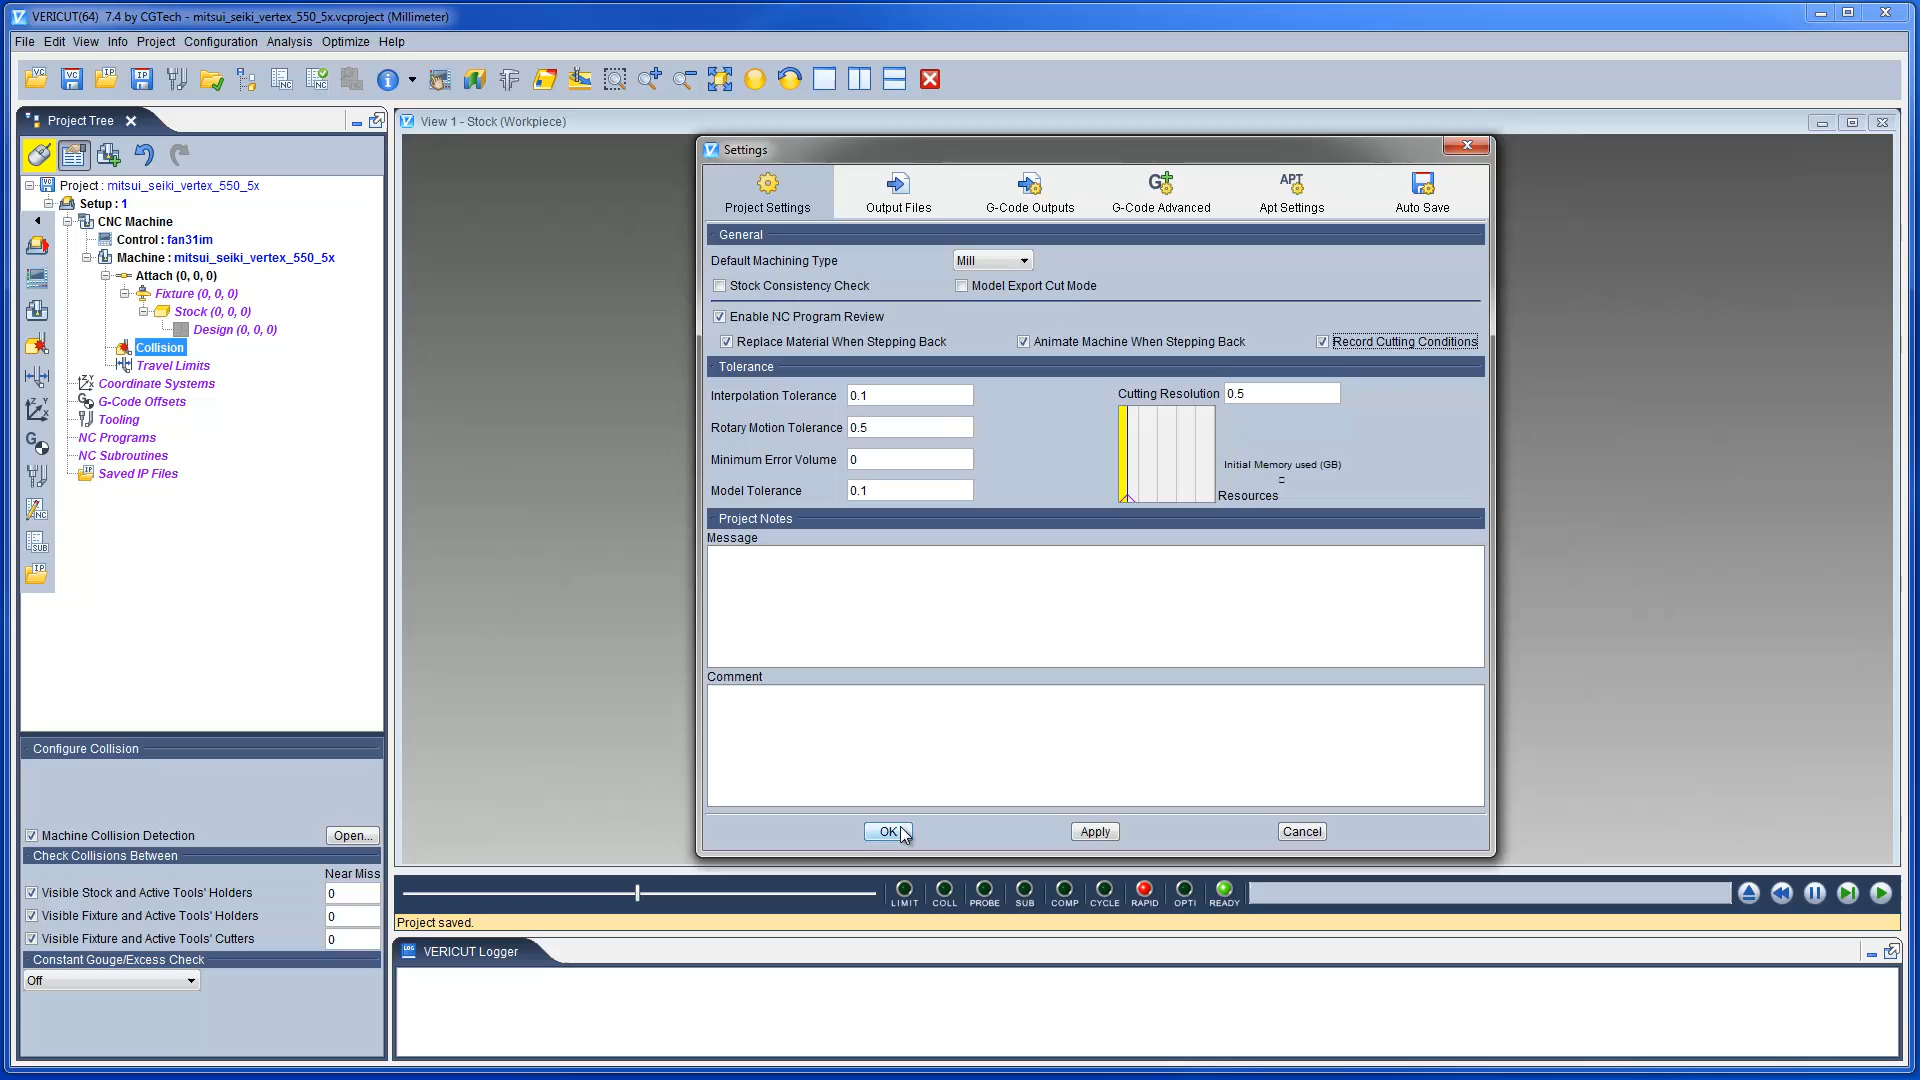 VERICUT(64)  7.4 by CGTech - mitsui_seiki_vertex_550_5x.vcproject (Millimeter)
File Edit View Info Project Configuration Analysis Optimize Help
Project Tree
View 1 - Stock (Workpiece)
Project : mitsui_seiki_vertex_550_5x
Setup : 1
CNC Machine
Control : fan31im
Machine : mitsui_seiki_vertex_550_5x
Attach (0, 0, 0)
Fixture (0, 0, 0)
Stock (0, 0, 0)
Design (0, 0, 0)
Collision
Travel Limits
Coordinate Systems
G-Code Offsets
Tooling
NC Programs
NC Subroutines
Saved IP Files
Configure Collision
Machine Collision Detection Open...
Check Collisions Between
Near Miss
Visible Stock and Active Tools' Holders 0
Visible Fixture and Active Tools' Holders 0
Visible Fixture and Active Tools' Cutters 0
Constant Gouge/Excess Check
Off
Settings
Project Settings Output Files G-Code Outputs G-Code Advanced Apt Settings Auto Save
General
Default Machining Type Mill
Stock Consistency Check Model Export Cut Mode
Enable NC Program Review
Replace Material When Stepping Back Animate Machine When Stepping Back Record Cutting Conditions
Tolerance
Interpolation Tolerance 0.1 Cutting Resolution 0.5
Rotary Motion Tolerance 0.5
Minimum Error Volume 0 Initial Memory used (GB)
=
Model Tolerance 0.1 Resources
Project Notes
Message
Comment
OK Apply Cancel
LIMIT COLL PROBE SUB COMP CYCLE RAPID OPTI READY
Project saved.
VERICUT Logger